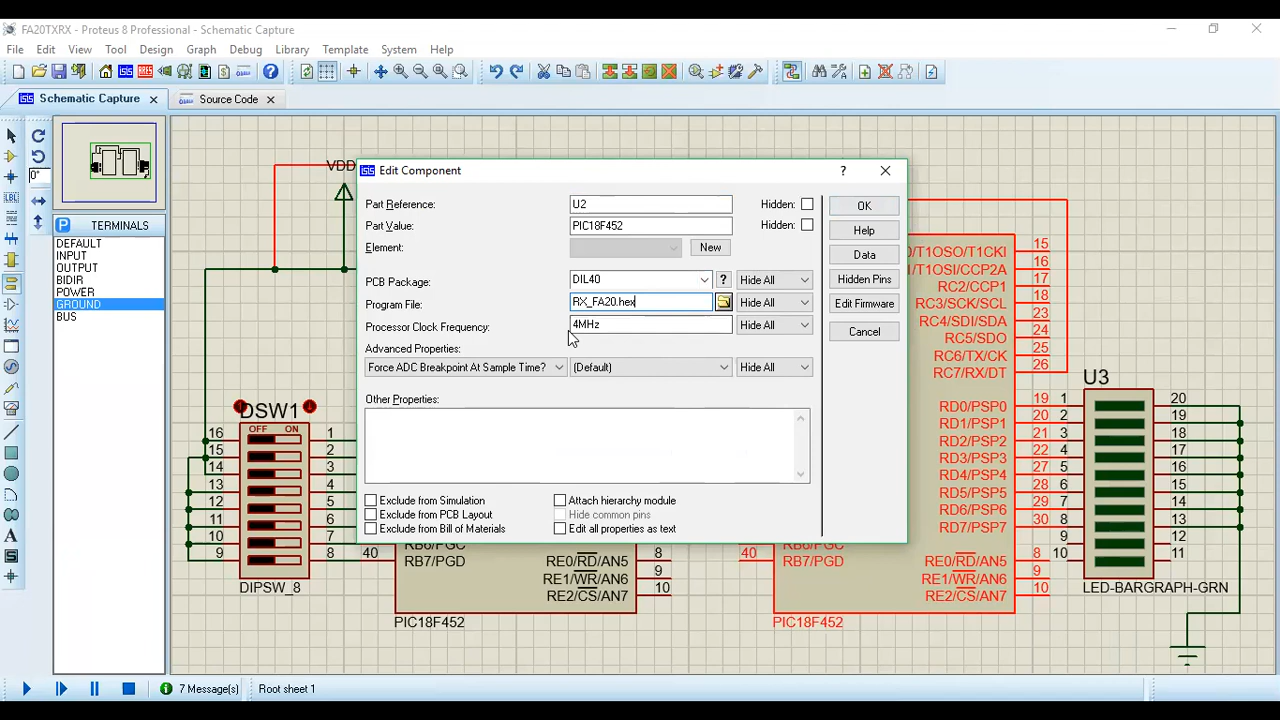 FA20TXRX - Proteus 8 Professional - Schematic Capture
File Edit View Tool Design Graph Debug Library Template System Help
Schematic Capture Source Code
0°
LBL
P TERMINALS
DEFAULT
INPUT
OUTPUT
BIDIR
POWER
GROUND
BUS
VDD
Edit Component
Part Reference: U2 Hidden: OK
Part Value: PIC18F452 Hidden: Help
Element: New Data
PCB Package: DIL40 ? Hide All Hidden Pins
Program File: RX_FA20.hex Hide All Edit Firmware
Processor Clock Frequency: 4MHz Hide All Cancel
Advanced Properties:
Force ADC Breakpoint At Sample Time? (Default) Hide All
Other Properties:
Exclude from Simulation Attach hierarchy module
Exclude from PCB Layout Hide common pins
Exclude from Bill of Materials Edit all properties as text
DSW1
OFF ON
16 1
15 2
14 3
13 4
12 5
11 6
10 7
9 8
DIPSW_8
40 RB7/PGD
RE0/RD/AN5 8
RE1/WR/AN6 9
RE2/CS/AN7 10
PIC18F452
/T1OSO/T1CKI 15
/T1OSI/CCP2A 16
RC2/CCP1 17
RC3/SCK/SCL 18
RC4/SDI/SDA 23
RC5/SDO 24
RC6/TX/CK 25
RC7/RX/DT 26
RD0/PSP0 19
RD1/PSP1 20
RD2/PSP2 21
RD3/PSP3 22
RD4/PSP4 27
RD5/PSP5 28
RD6/PSP6 29
RD7/PSP7 30
40 RB7/PGD
RE0/RD/AN5 8
RE1/WR/AN6 9
RE2/CS/AN7 10
PIC18F452
U3
1 20
2 19
3 18
4 17
5 16
6 15
7 14
8 13
9 12
10 11
LED-BARGRAPH-GRN
7 Message(s) Root sheet 1